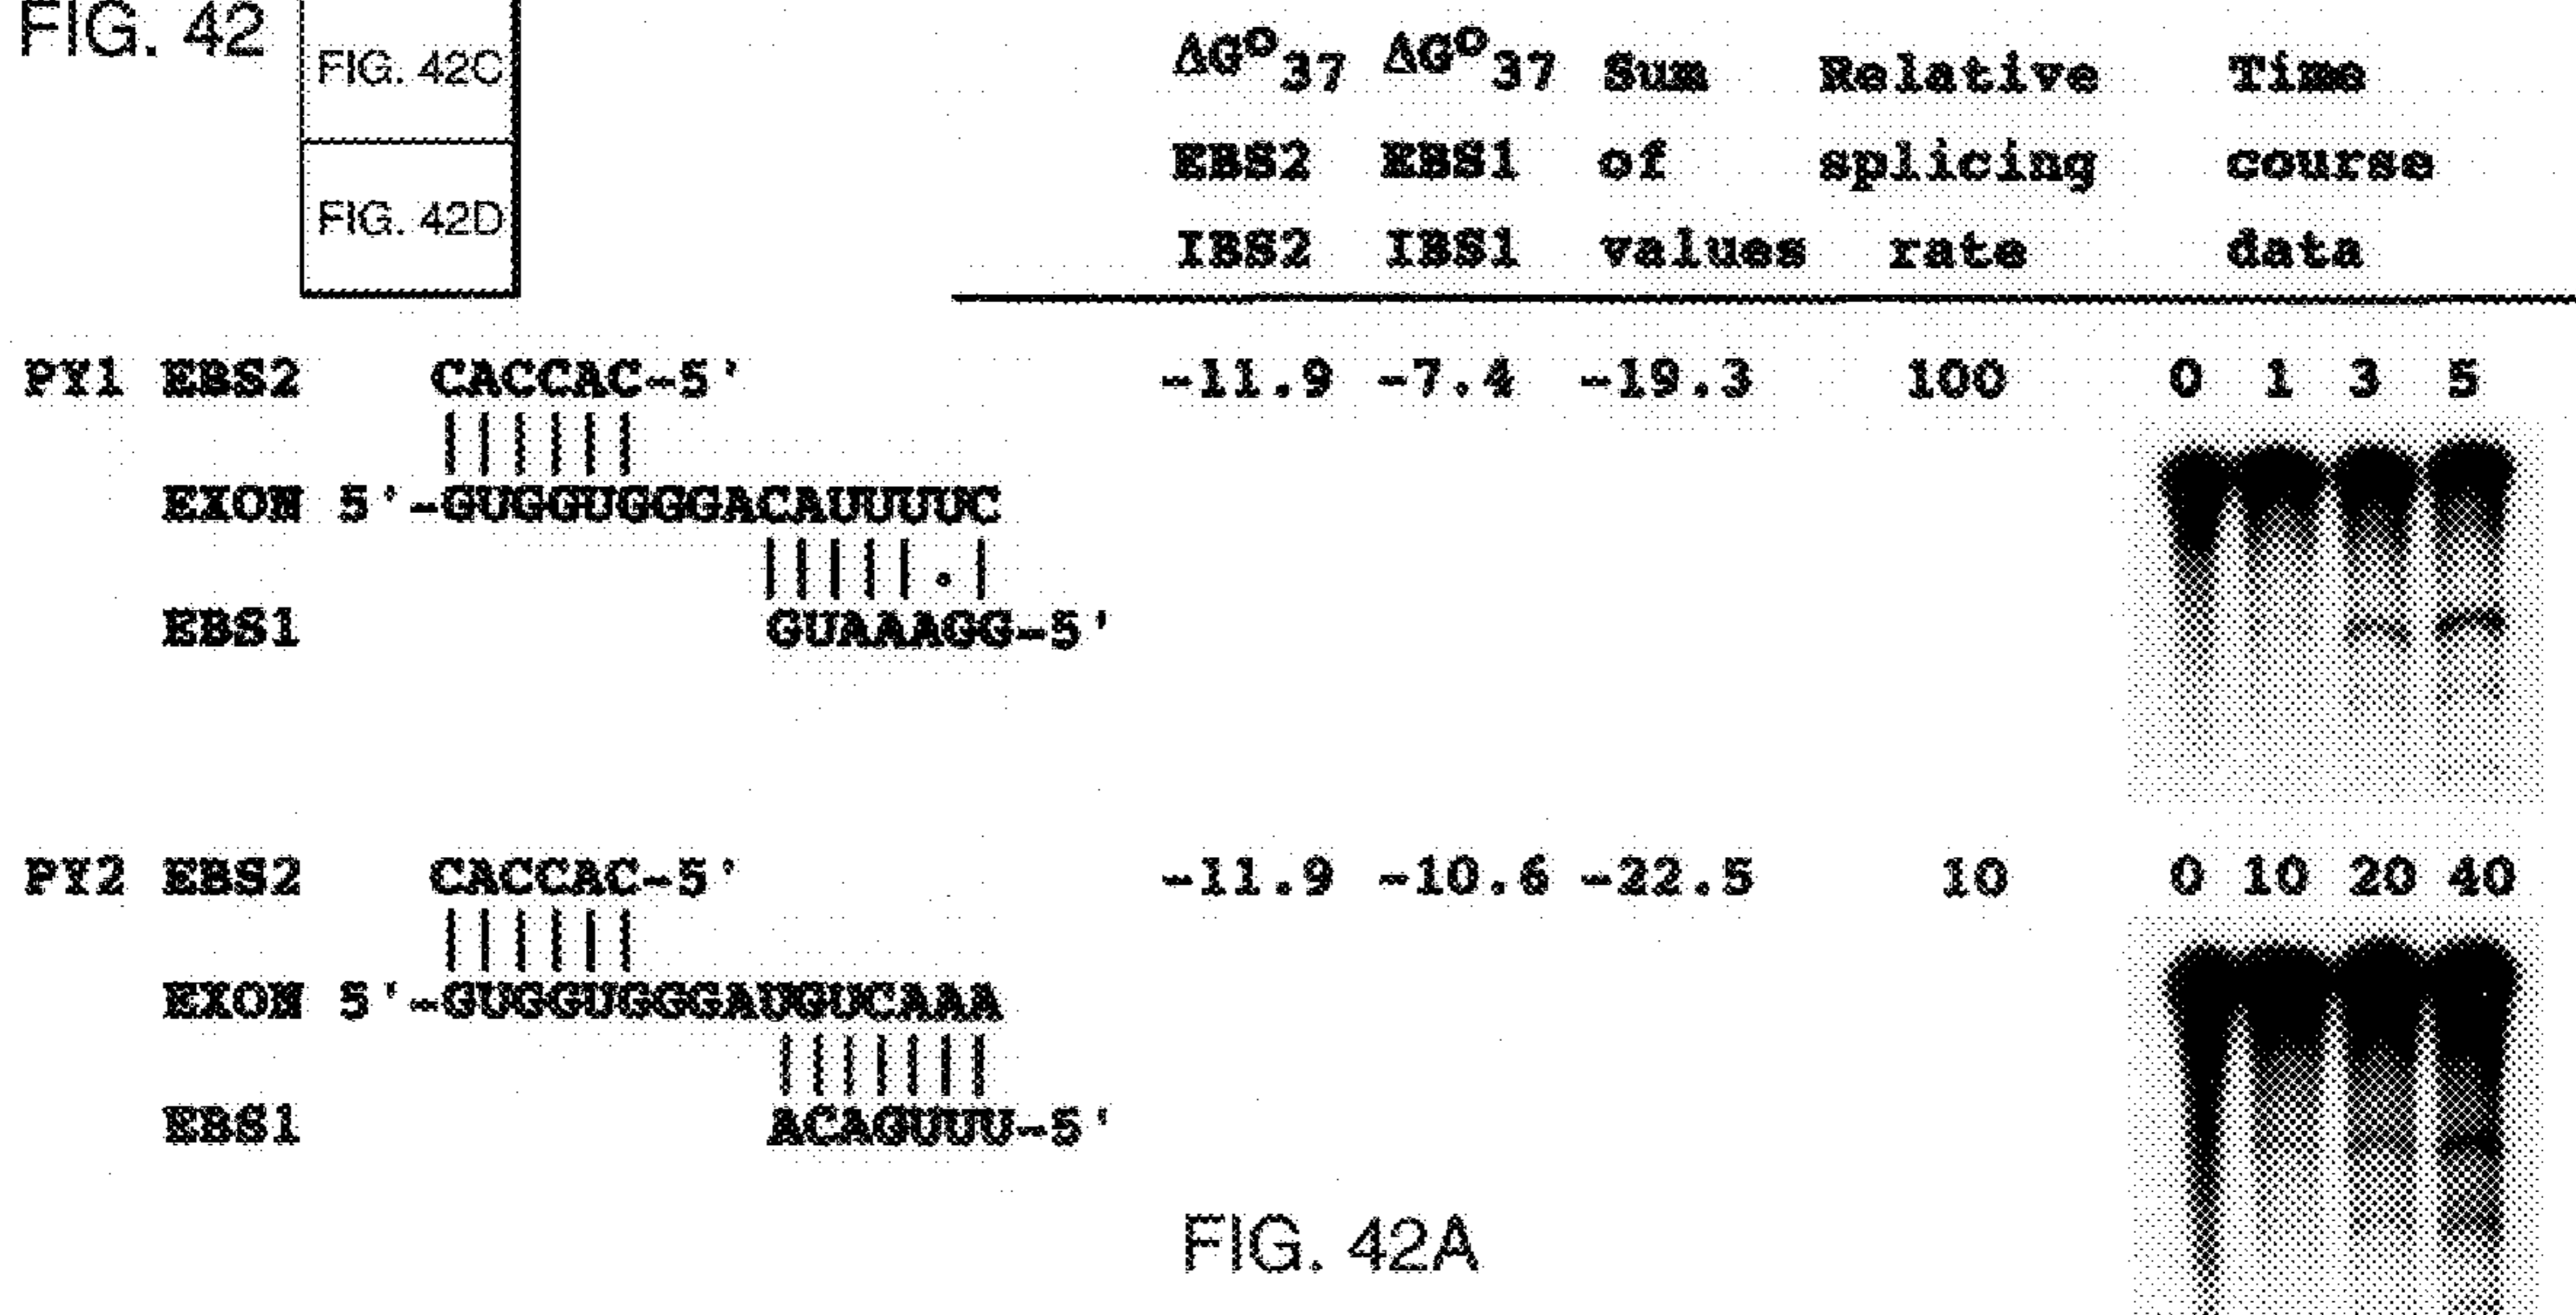 FIG. 42
FIG. 42C
FIG. 42D
ΔG°37 ΔG°37 Sum Relative Time
EBS2 EBS1 of splicing course
IBS2 IBS1 values rate data
PY1 EBS2 CACCAC-5' -11.9 -7.4 -19.3 100 0 1 3 5
||||||
EXON 5'-GUGGUGGGACAUUUUC
|||||.|
EBS1 GUAAAGG-5'
PY2 EBS2 CACCAC-5' -11.9 -10.6 -22.5 10 0 10 20 40
||||||
EXON 5'-GUGGUGGGAUGUCAAA
|||||||
EBS1 ACAGUUU-5'
FIG. 42A